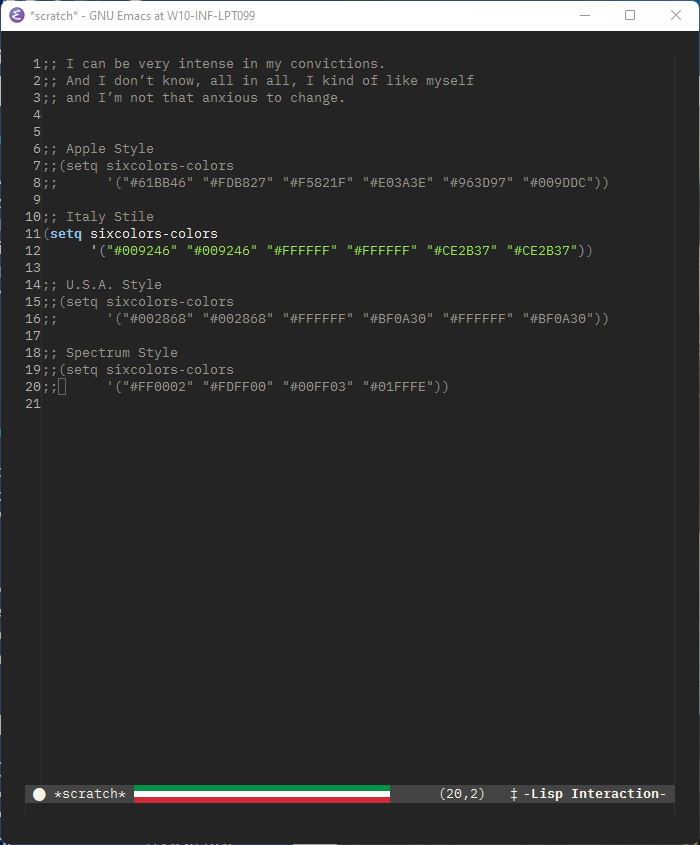 *scratch* - GNU Emacs at W10-INF-LPT099
1;; I can be very intense in my convictions.
2;; And I don’t know, all in all, I kind of like myself
3;; and I’m not that anxious to change.
4
5
6;; Apple Style
7;;(setq sixcolors-colors
8;;      '("#61BB46" "#FDB827" "#F5821F" "#E03A3E" "#963D97" "#009DDC"))
9
10;; Italy Stile
11(setq sixcolors-colors
12      '("#009246" "#009246" "#FFFFFF" "#FFFFFF" "#CE2B37" "#CE2B37"))
13
14;; U.S.A. Style
15;;(setq sixcolors-colors
16;;      '("#002868" "#002868" "#FFFFFF" "#BF0A30" "#FFFFFF" "#BF0A30"))
17
18;; Spectrum Style
19;;(setq sixcolors-colors
20;;      '("#FF0002" "#FDFF00" "#00FF03" "#01FFFE"))
21
*scratch* (20,2) ‡ -Lisp Interaction-